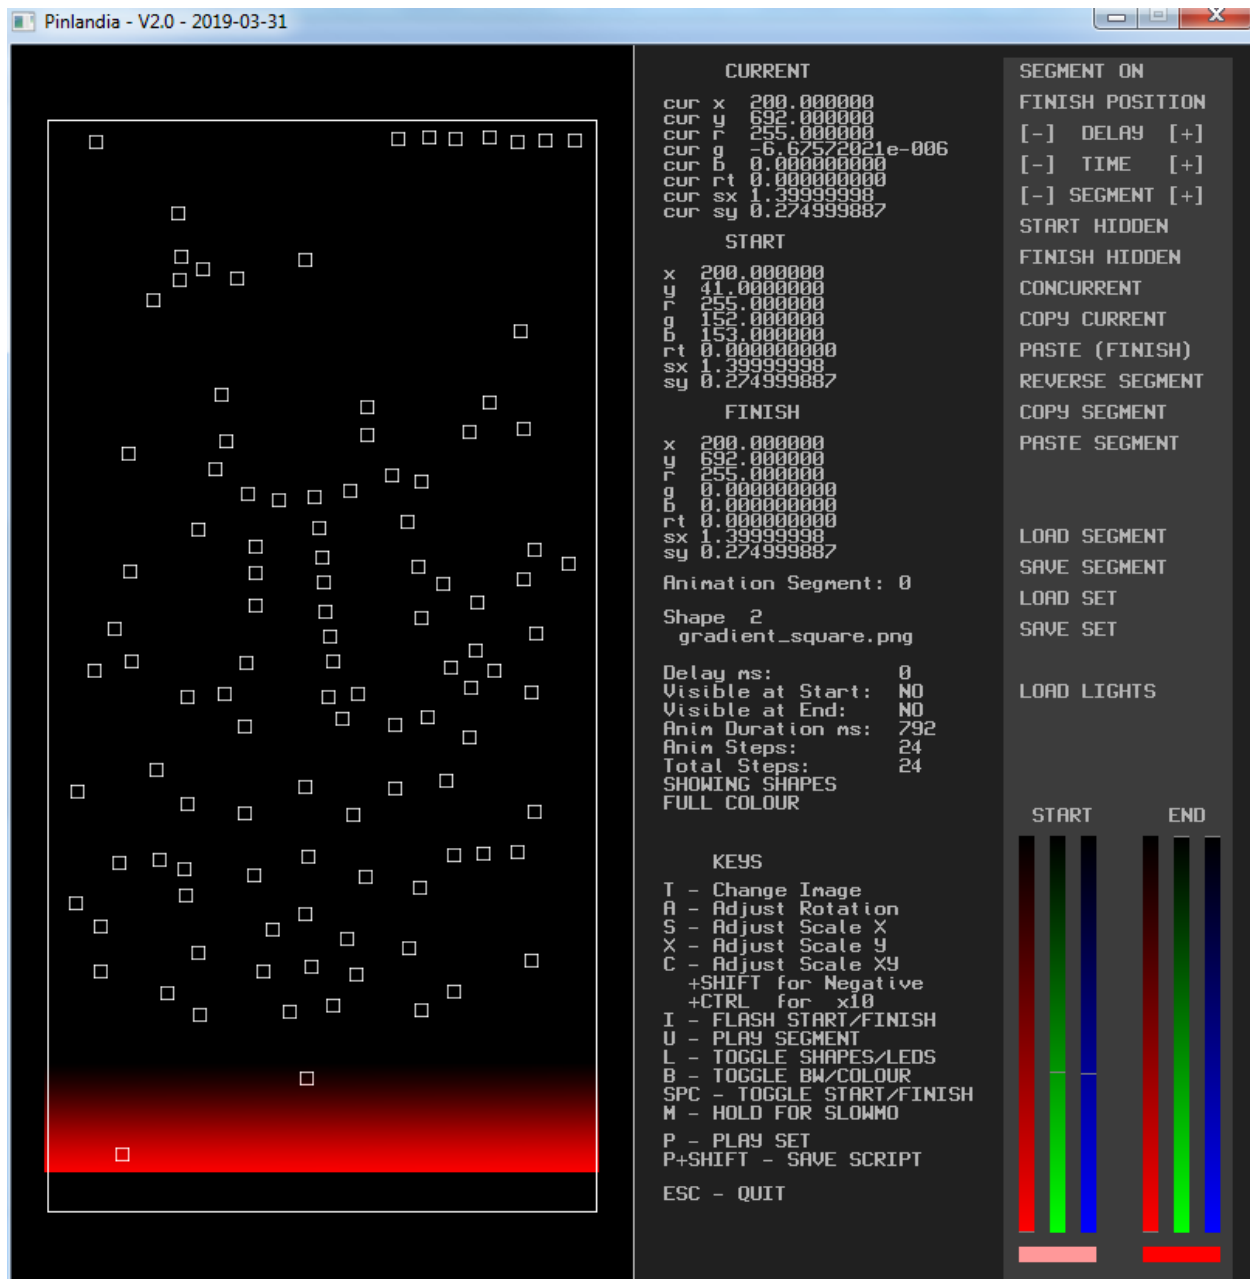 Pinlandia - V2.0 - 2019-03-31
CURRENT
cur x 200.000000
cur y 692.000000
cur r 255.000000
cur g -6.67572021e-006
cur b 0.000000000
cur rt 0.000000000
cur sx 1.39999998
cur sy 0.274999887
START
x 200.000000
y 41.0000000
r 255.000000
g 152.000000
b 153.000000
rt 0.000000000
sx 1.39999998
sy 0.274999887
FINISH
x 200.000000
y 692.000000
r 255.000000
g 0.000000000
b 0.000000000
rt 0.000000000
sx 1.39999998
sy 0.274999887
Animation Segment: 0
Shape 2
gradient_square.png
Delay ms: 0
Visible at Start: NO
Visible at End: NO
Anim Duration ms: 792
Anim Steps: 24
Total Steps: 24
SHOWING SHAPES
FULL COLOUR
KEYS
T - Change Image
A - Adjust Rotation
S - Adjust Scale X
X - Adjust Scale Y
C - Adjust Scale XY
+SHIFT for Negative
+CTRL for x10
I - FLASH START/FINISH
U - PLAY SEGMENT
L - TOGGLE SHAPES/LEDS
B - TOGGLE BW/COLOUR
SPC - TOGGLE START/FINISH
M - HOLD FOR SLOWMO
P - PLAY SET
P+SHIFT - SAVE SCRIPT
ESC - QUIT
SEGMENT ON
FINISH POSITION
[-] DELAY [+]
[-] TIME [+]
[-] SEGMENT [+]
START HIDDEN
FINISH HIDDEN
CONCURRENT
COPY CURRENT
PASTE (FINISH)
REVERSE SEGMENT
COPY SEGMENT
PASTE SEGMENT
LOAD SEGMENT
SAVE SEGMENT
LOAD SET
SAVE SET
LOAD LIGHTS
START END